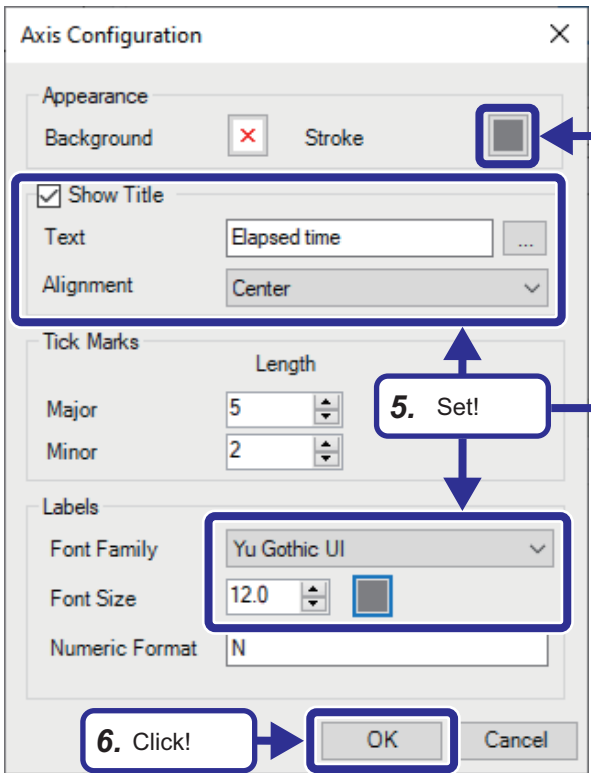 Axis Configuration
Appearance
Background Stroke
Show Title
Text Elapsed time ...
Alignment Center
Tick Marks
Length
Major 5
5. Set!
Minor 2
Labels
Font Family Yu Gothic UI
Font Size 12.0
Numeric Format N
6. Click! OK Cancel